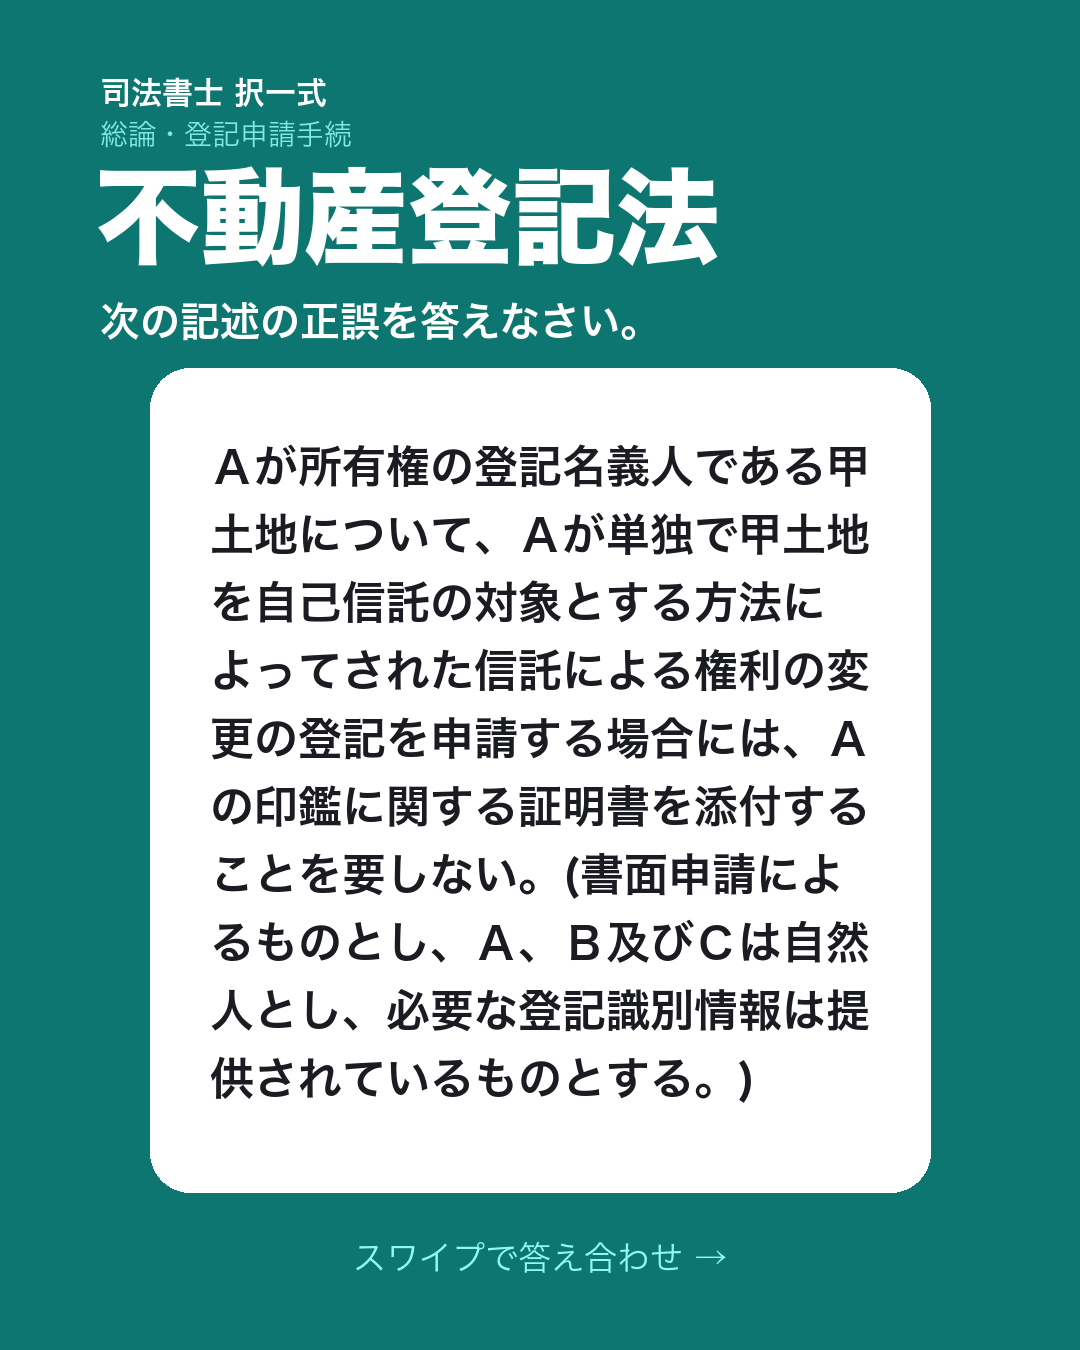 司法書士 択一式
総論・登記申請手続
不動産登記法
次の記述の正誤を答えなさい。
Ａが所有権の登記名義人である甲
土地について、Ａが単独で甲土地
を自己信託の対象とする方法に
よってされた信託による権利の変
更の登記を申請する場合には、Ａ
の印鑑に関する証明書を添付する
ことを要しない。(書面申請によ
るものとし、Ａ、Ｂ及びＣは自然
人とし、必要な登記識別情報は提
供されているものとする。)
スワイプで答え合わせ →